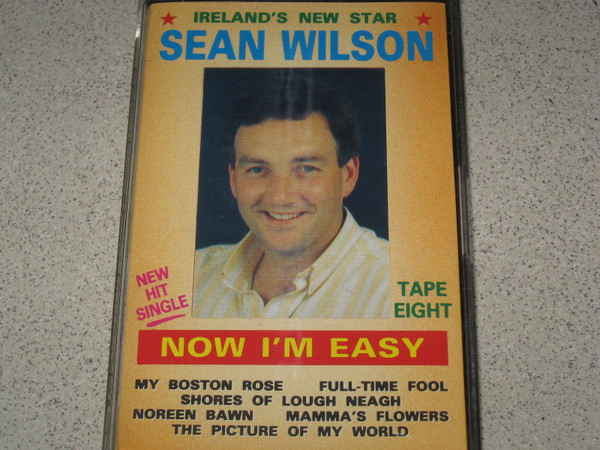 IRELAND'S NEW STAR
SEAN WILSON
NEW
HIT
SINGLE
TAPE
EIGHT
NOW I'M EASY
MY BOSTON ROSE FULL-TIME FOOL
SHORES OF LOUGH NEAGH
NOREEN BAWN MAMMA'S FLOWERS
THE PICTURE OF MY WORLD